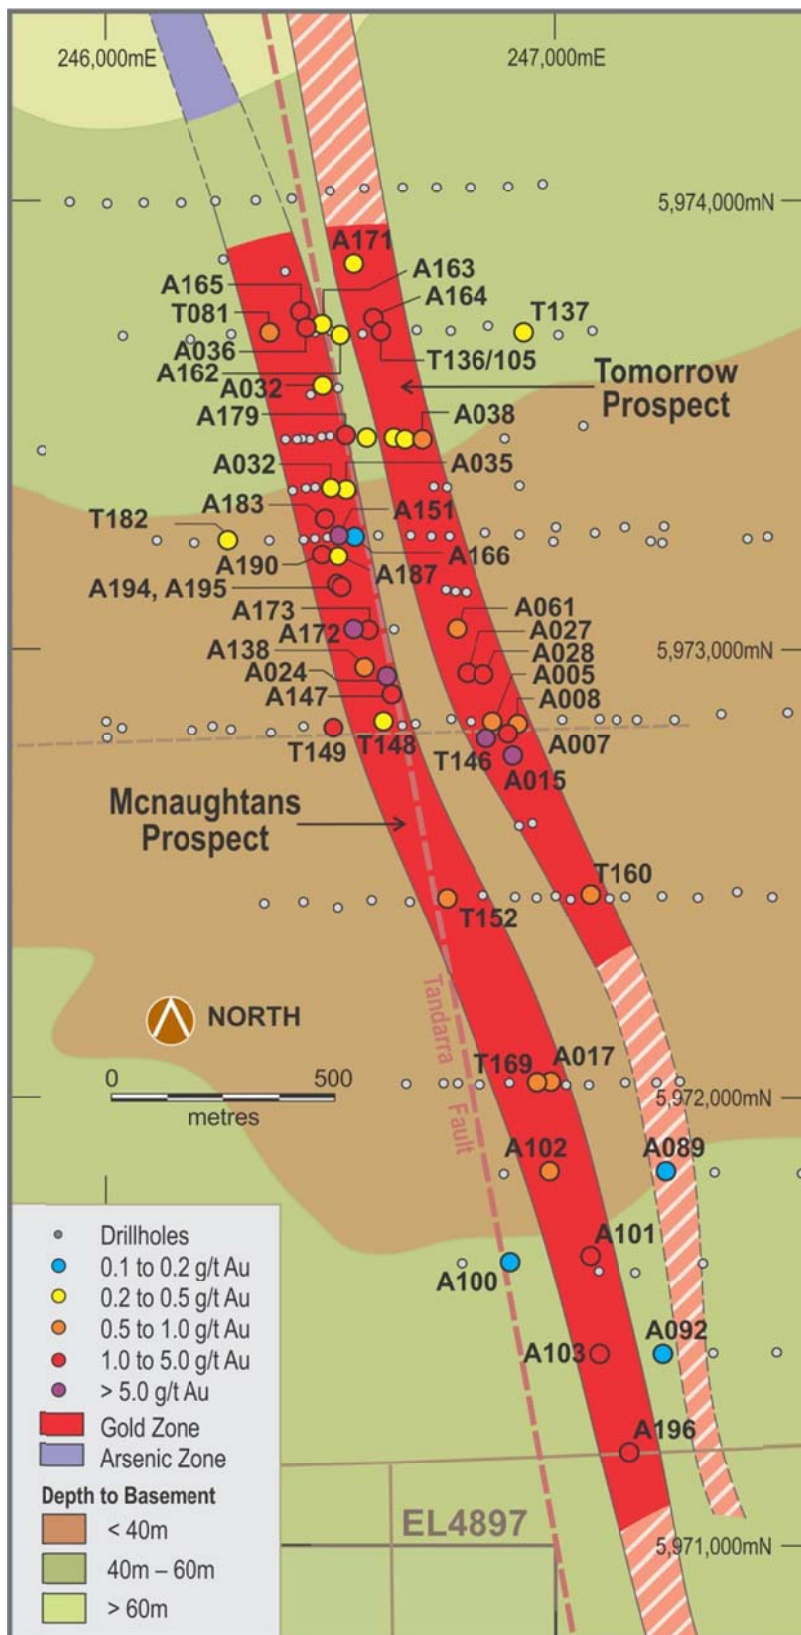 246,000mE
247,000mE
5,974,000mN
A171
A163
A165
A164
T081
T137
A036
T136/105
A162
A032
Tomorrow
Prospect
A179
A038
A032
A035
A183
A151
T182
A166
A190
A187
A194, A195
A061
A173
A027
A172
5,973,000mN
A138
A028
A024
A005
A147
A008
T149
T148
A007
T146
A015
Mcnaughtans
Prospect
T160
T152
Tandarra Fault
NORTH
0 500
metres
T169
A017
5,972,000mN
A102
A089
A101
A100
A092
A103
A196
EL4897
5,971,000mN
Drillholes
0.1 to 0.2 g/t Au
0.2 to 0.5 g/t Au
0.5 to 1.0 g/t Au
1.0 to 5.0 g/t Au
> 5.0 g/t Au
Gold Zone
Arsenic Zone
Depth to Basement
< 40m
40m – 60m
> 60m